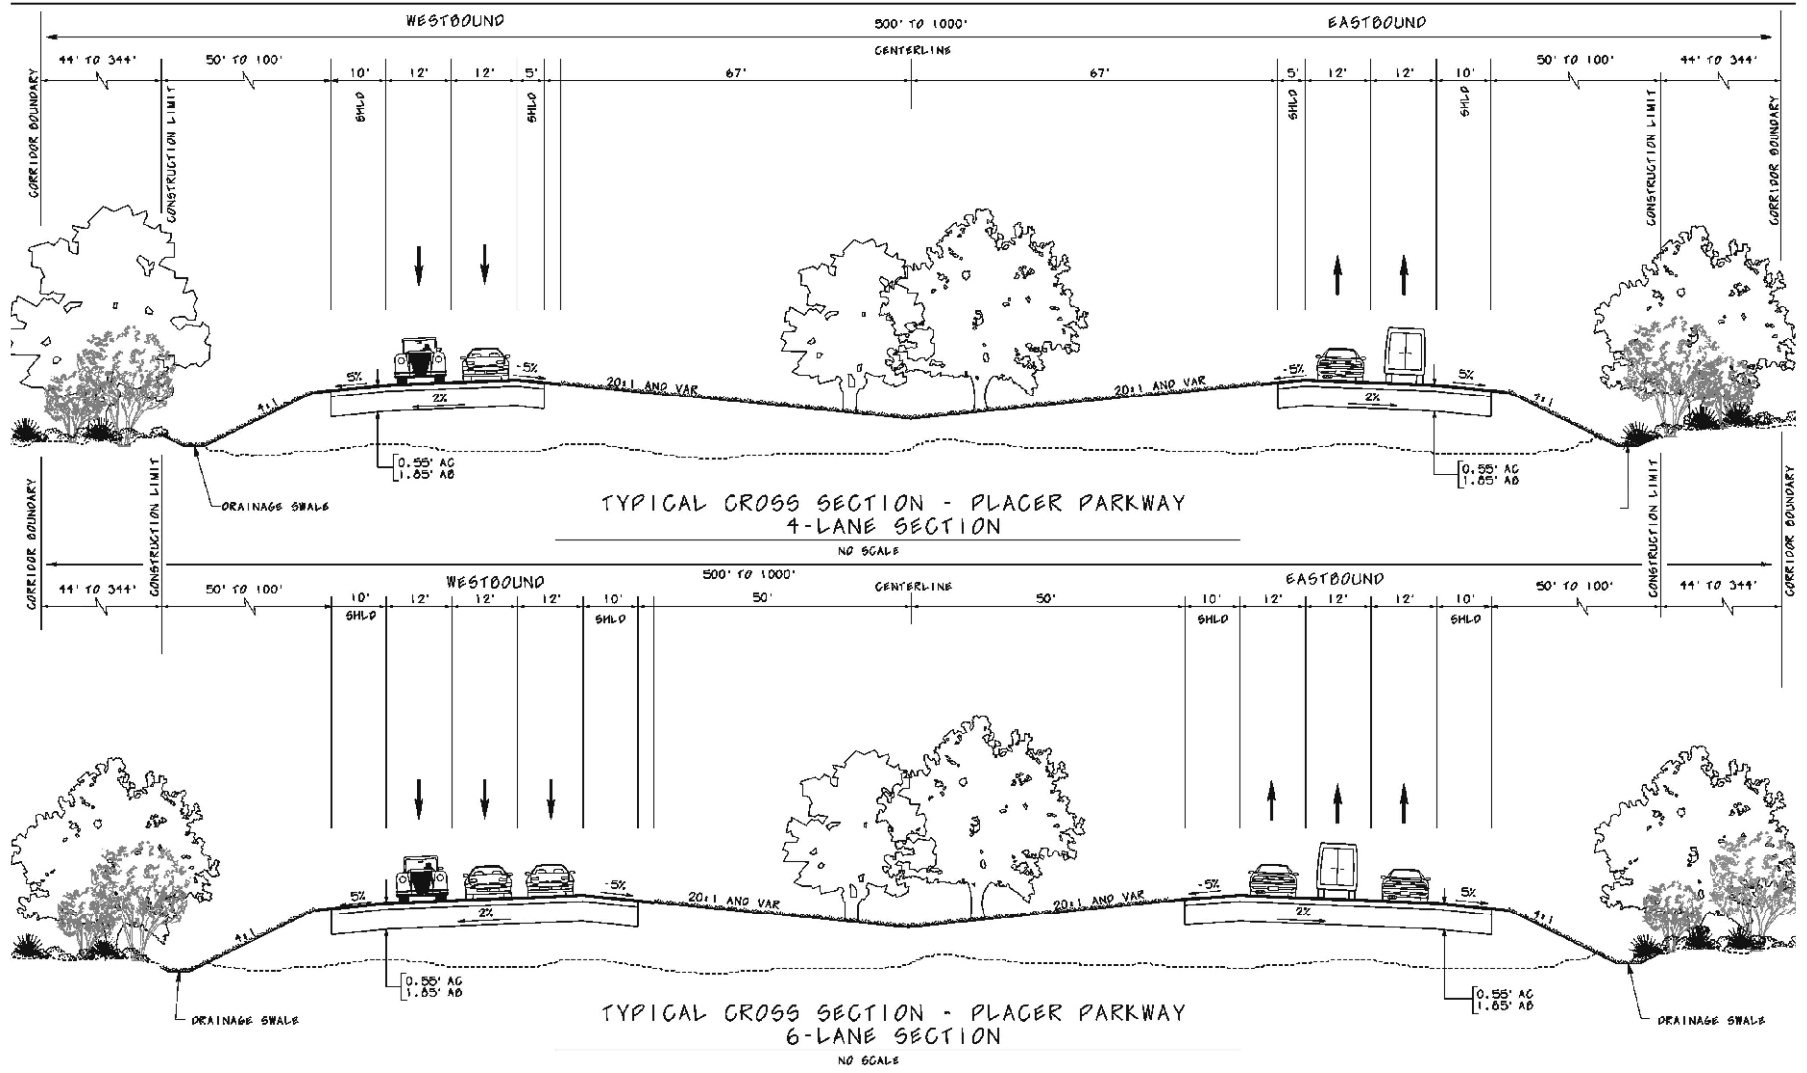 WESTBOUND
500' TO 1000'
EASTBOUND
CENTERLINE
44' TO 344'
50' TO 100'
10'
12'
12'
5'
67'
67'
5'
12'
12'
10'
50' TO 100'
44' TO 344'
CORRIDOR BOUNDARY
CONSTRUCTION LIMIT
SHLD
SHLD
SHLD
SHLD
CONSTRUCTION LIMIT
CORRIDOR BOUNDARY
4:1
5%
-5%
2%
20:1 AND VAR
20:1 AND VAR
-5%
5%
2%
4:1
0.55' AC
1.85' AB
0.55' AC
1.85' AB
DRAINAGE SWALE
TYPICAL CROSS SECTION - PLACER PARKWAY
4-LANE SECTION
NO SCALE
CORRIDOR BOUNDARY
CONSTRUCTION LIMIT
CONSTRUCTION LIMIT
CORRIDOR BOUNDARY
WESTBOUND
500' TO 1000'
CENTERLINE
EASTBOUND
44' TO 344'
50' TO 100'
10'
12'
12'
12'
10'
50'
50'
10'
12'
12'
12'
10'
50' TO 100'
44' TO 344'
SHLD
SHLD
SHLD
SHLD
4:1
5%
-5%
2%
20:1 AND VAR
20:1 AND VAR
-5%
5%
2%
4:1
0.55' AC
1.85' AB
0.55' AC
1.85' AB
DRAINAGE SWALE
DRAINAGE SWALE
TYPICAL CROSS SECTION - PLACER PARKWAY
6-LANE SECTION
NO SCALE